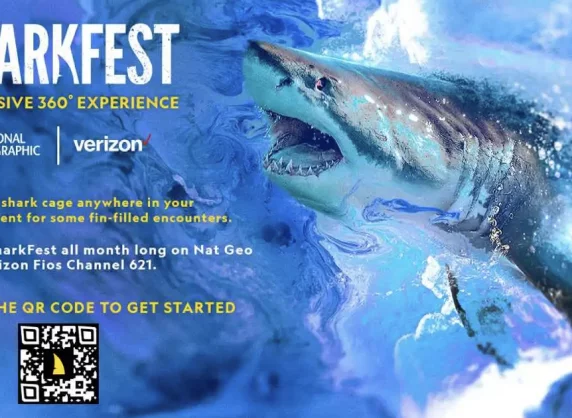 ARKFEST
SIVE 360° EXPERIENCE
ONAL
GRAPHIC
verizon
shark cage anywhere in your
ent for some fin-filled encounters.
arkFest all month long on Nat Geo
izon Fios Channel 621.
HE QR CODE TO GET STARTED